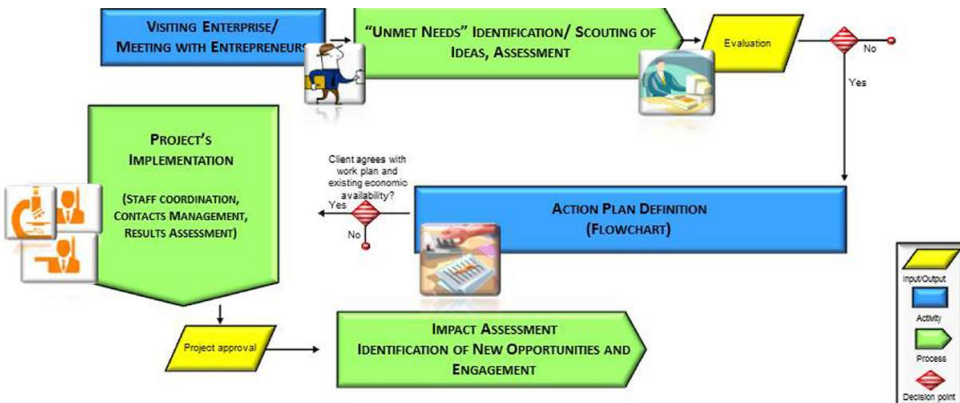 VISITING ENTERPRISE/
MEETING WITH ENTREPRENEURS
“UNMET NEEDS” IDENTIFICATION/ SCOUTING OF
IDEAS, ASSESSMENT
Evaluation
No
Yes
PROJECT’S
IMPLEMENTATION
(STAFF COORDINATION,
CONTACTS MANAGEMENT,
RESULTS ASSESSMENT)
Client agrees with
work plan and
existing economic
availability?
Yes
No
ACTION PLAN DEFINITION
(FLOWCHART)
Project approval
IMPACT ASSESSMENT
IDENTIFICATION OF NEW OPPORTUNITIES AND
ENGAGEMENT
Input/Output
Activity
Process
Decision point